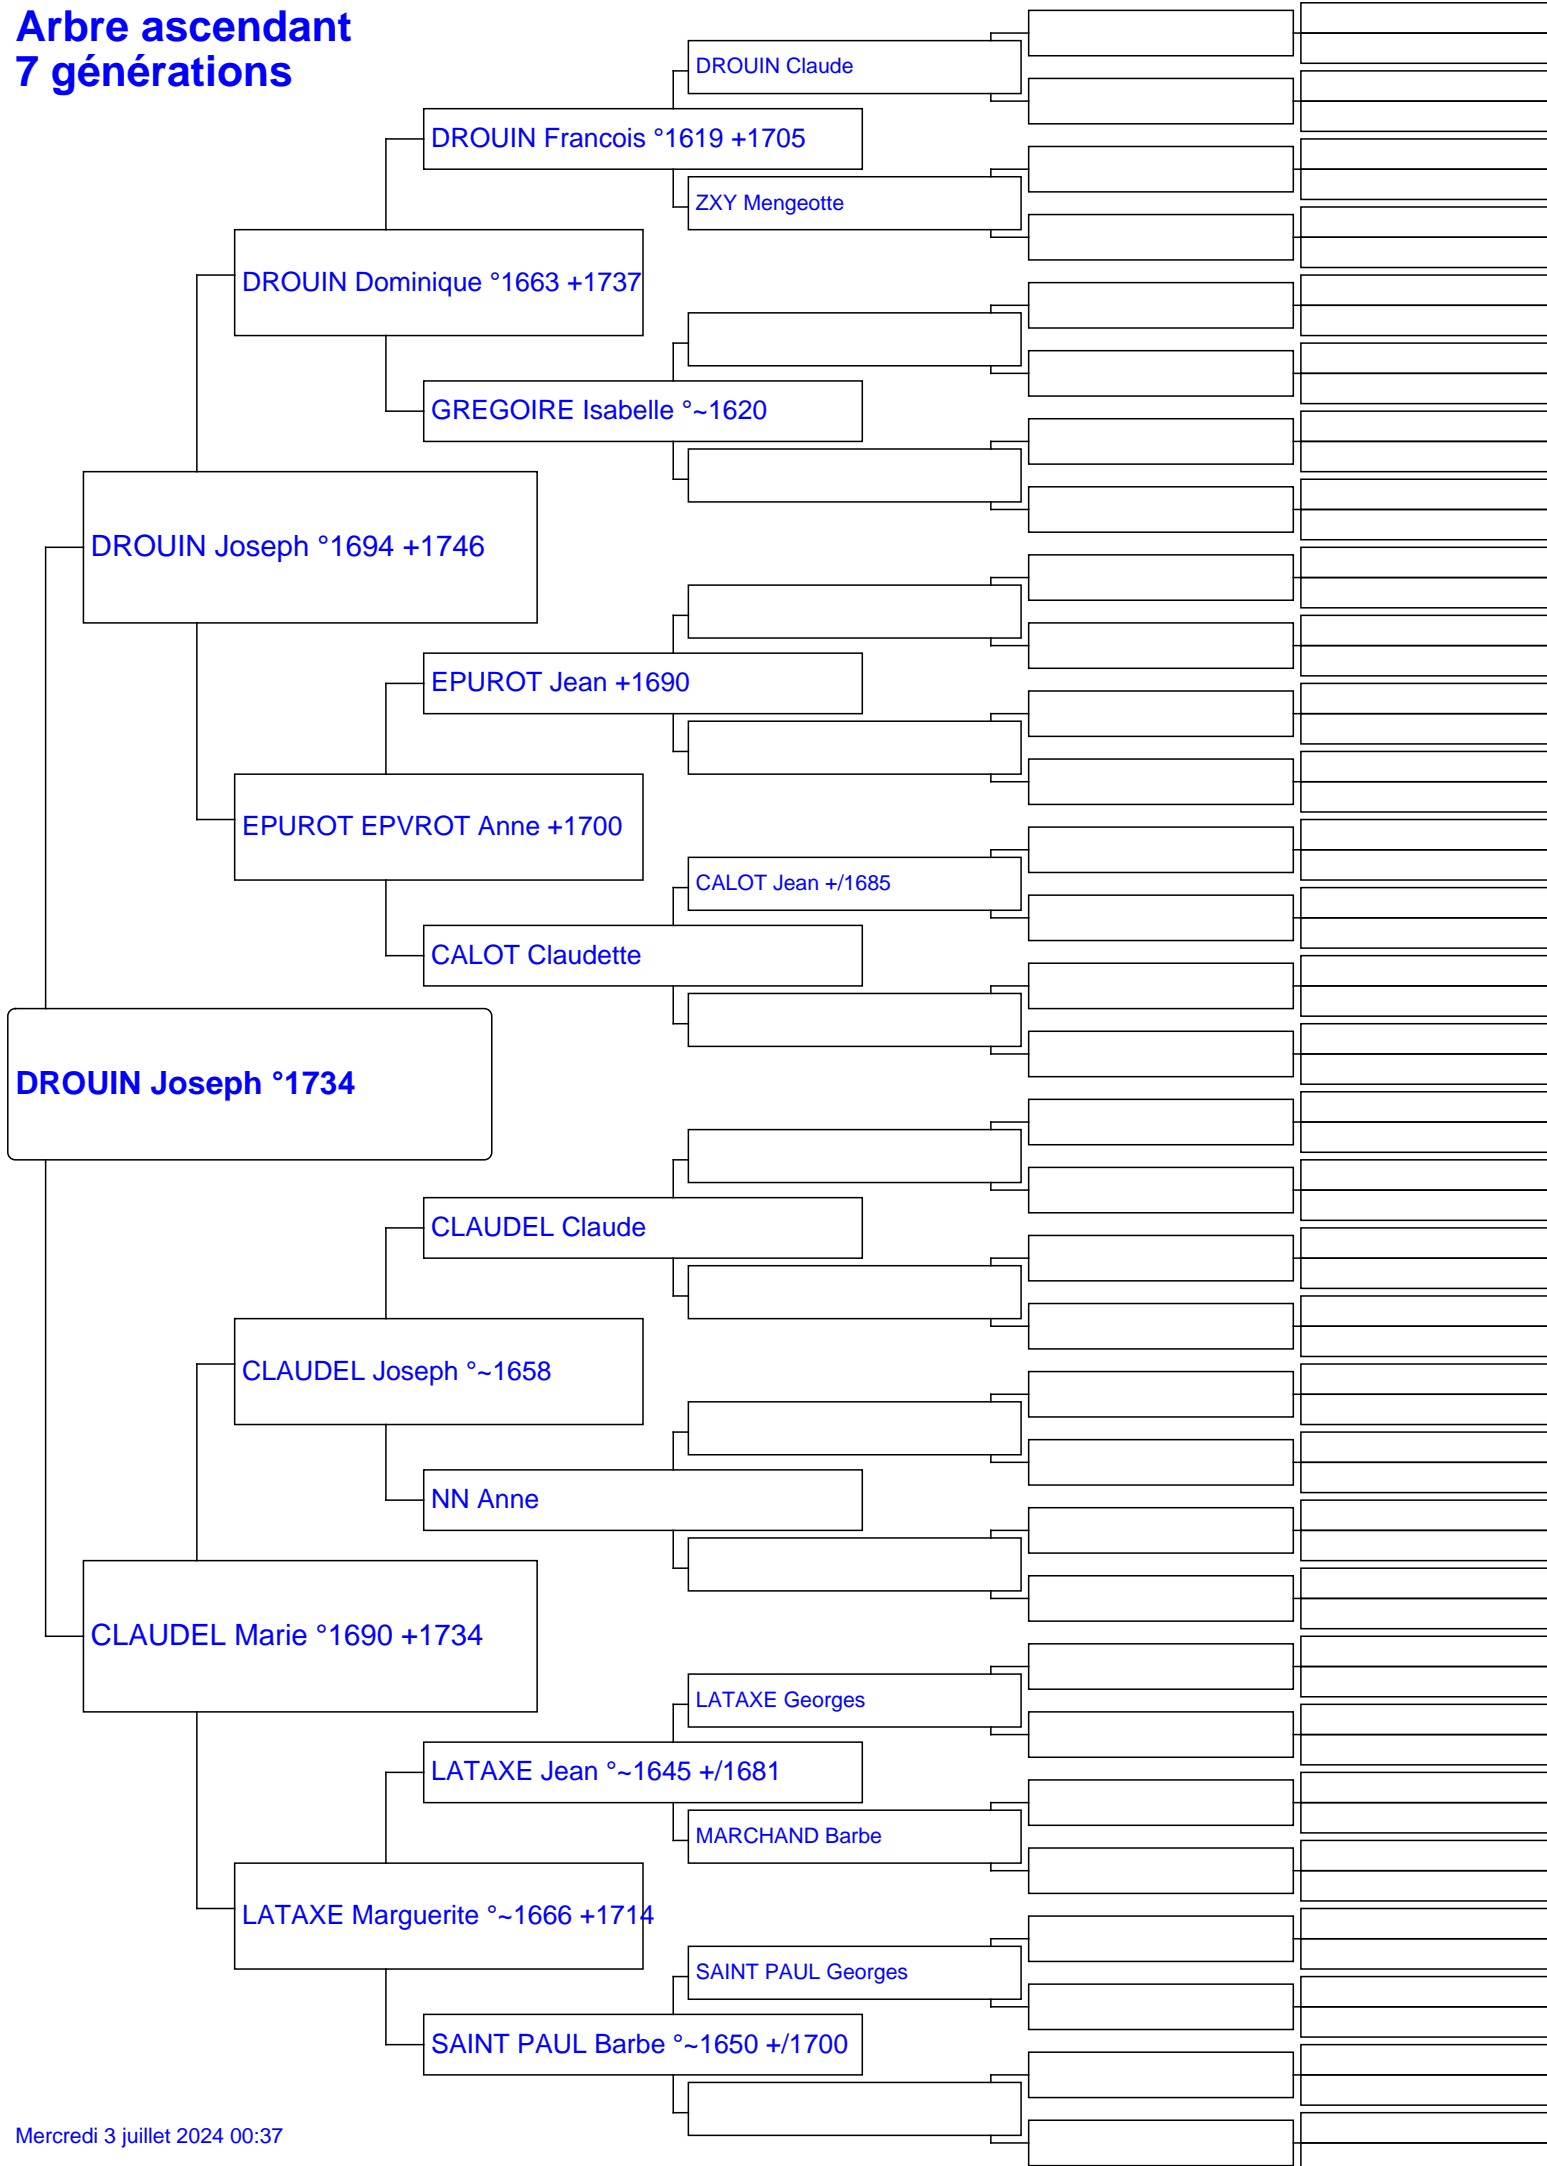 Arbre ascendant
7 générations
DROUIN Claude
DROUIN Francois °1619 +1705
ZXY Mengeotte
DROUIN Dominique °1663 +1737
GREGOIRE Isabelle °~1620
DROUIN Joseph °1694 +1746
EPUROT Jean +1690
EPUROT EPVROT Anne +1700
CALOT Jean +/1685
CALOT Claudette
DROUIN Joseph °1734
CLAUDEL Claude
CLAUDEL Joseph °~1658
NN Anne
CLAUDEL Marie °1690 +1734
LATAXE Georges
LATAXE Jean °~1645 +/1681
MARCHAND Barbe
LATAXE Marguerite °~1666 +1714
SAINT PAUL Georges
SAINT PAUL Barbe °~1650 +/1700
Mercredi 3 juillet 2024 00:37